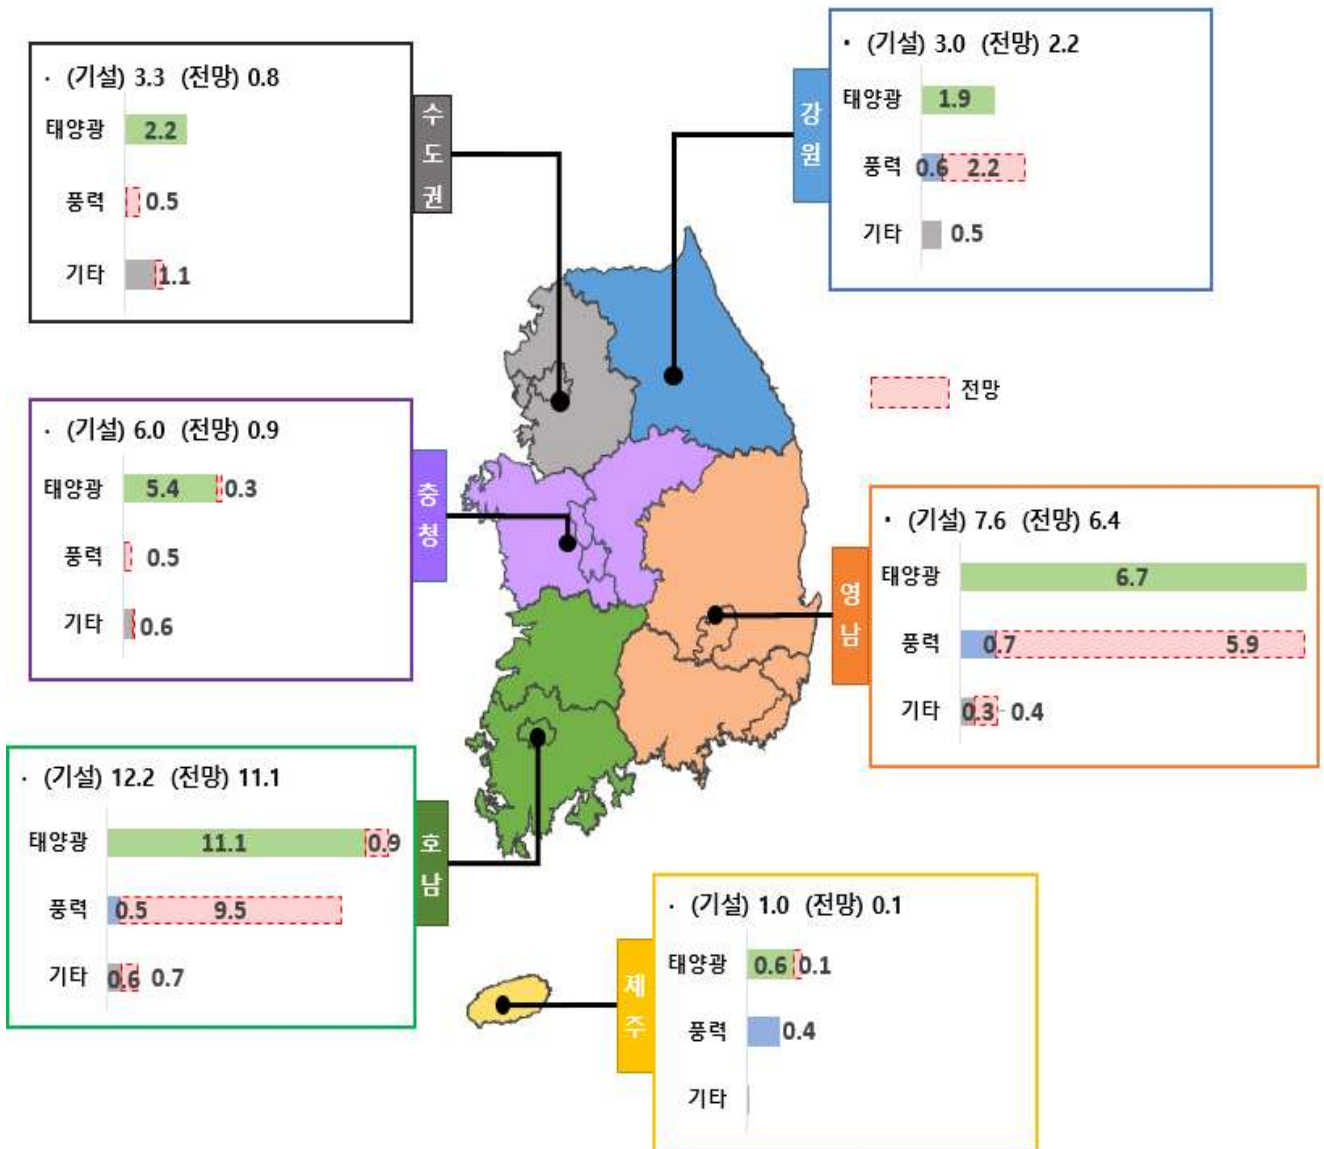 · (기설) 3.3 (전망) 0.8
태양광 2.2
풍력 0.5
기타 1.1
수도권
· (기설) 3.0 (전망) 2.2
태양광 1.9
풍력 0.6 2.2
기타 0.5
강원
전망
· (기설) 6.0 (전망) 0.9
태양광 5.4 0.3
풍력 0.5
기타 0.6
충청
· (기설) 7.6 (전망) 6.4
태양광 6.7
풍력 0.7 5.9
기타 0.3 0.4
영남
· (기설) 12.2 (전망) 11.1
태양광 11.1 0.9
풍력 0.5 9.5
기타 0.6 0.7
호남
· (기설) 1.0 (전망) 0.1
태양광 0.6 0.1
풍력 0.4
기타
제주